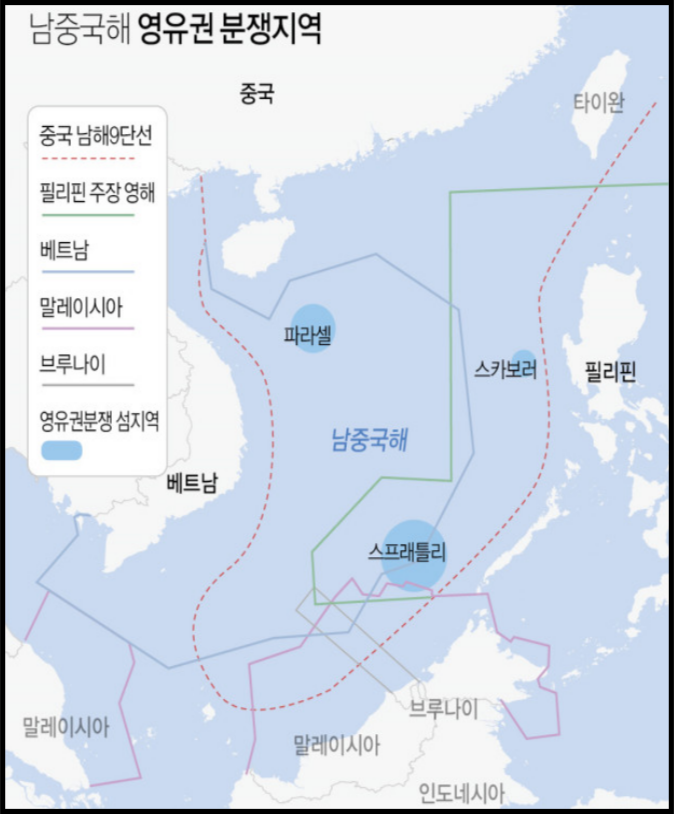 남중국해 영유권 분쟁지역
중국
타이완
중국 남해9단선
필리핀 주장 영해
베트남
말레이시아
브루나이
영유권분쟁 섬지역
파라셀
스카보러
필리핀
남중국해
베트남
스프래틀리
브루나이
말레이시아
말레이시아
인도네시아